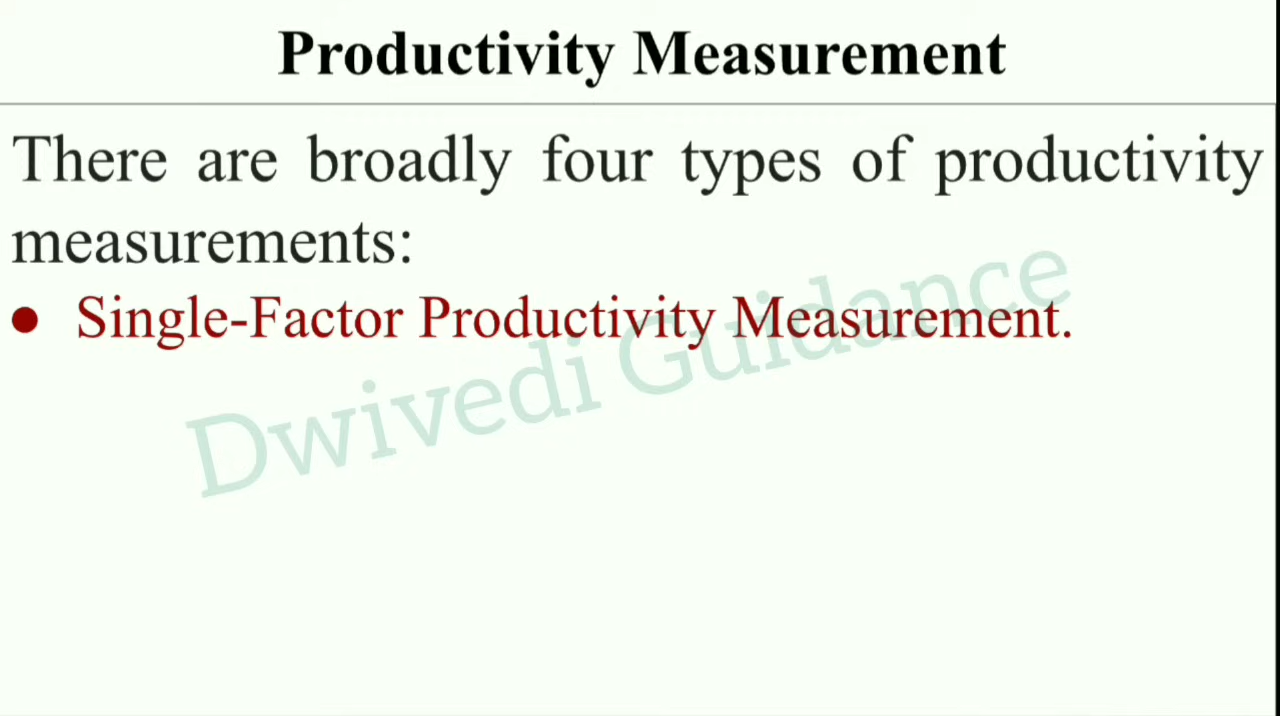 Productivity Measurement
There are broadly four types of productivity
measurements:
● Single-Factor Productivity Measurement.
Dwivedi Guidance